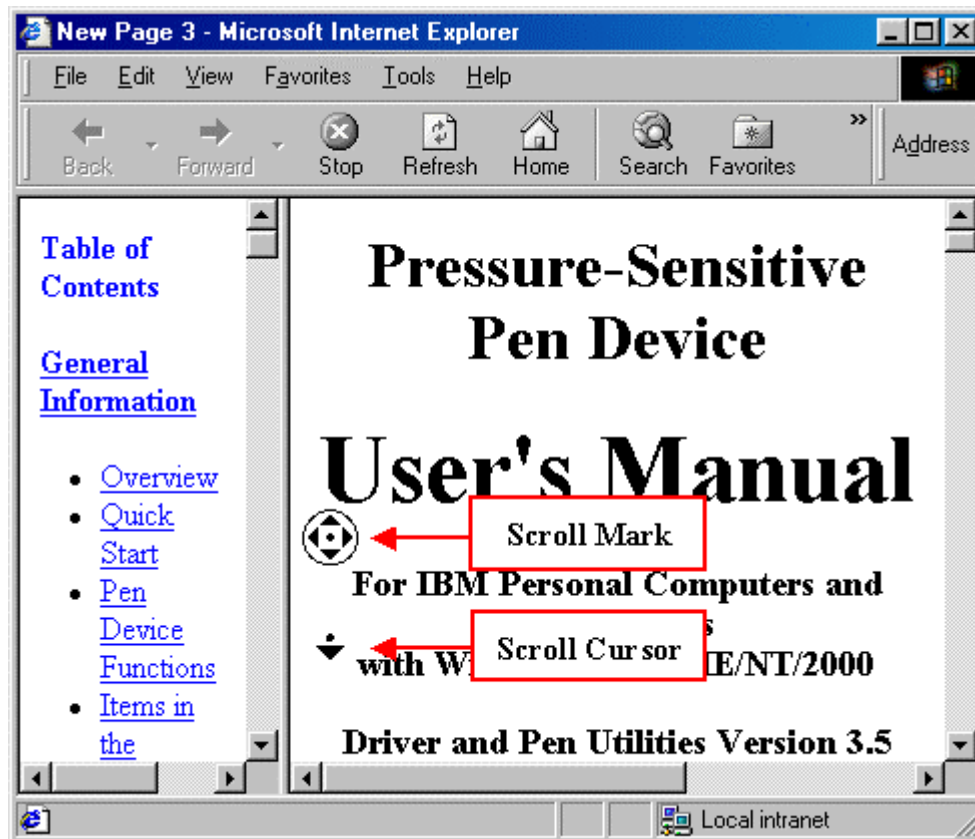 New Page 3 - Microsoft Internet Explorer
File Edit View Favorites Tools Help
Back Forward Stop Refresh Home Search Favorites » Address
Table of
Contents
General
Information
Overview
Quick
Start
Pen
Device
Functions
Items in
the
Pressure-Sensitive
Pen Device
User's Manual
Scroll Mark
For IBM Personal Computers and
s
Scroll Cursor
with W E/NT/2000
Driver and Pen Utilities Version 3.5
Local intranet